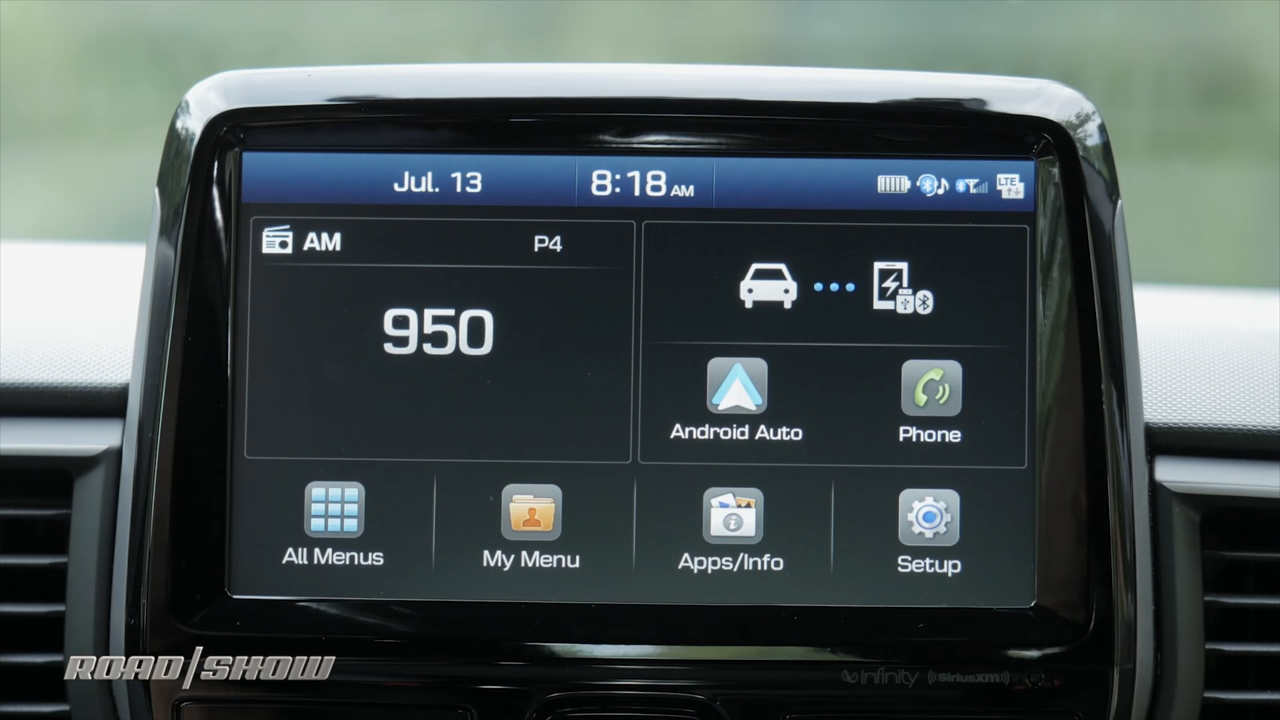 Jul. 13
8:18 AM
LTE
AM
P4
950
Android Auto
Phone
All Menus
My Menu
Apps/Info
Setup
ROAD/SHOW
Infinity
((SiriusXM))